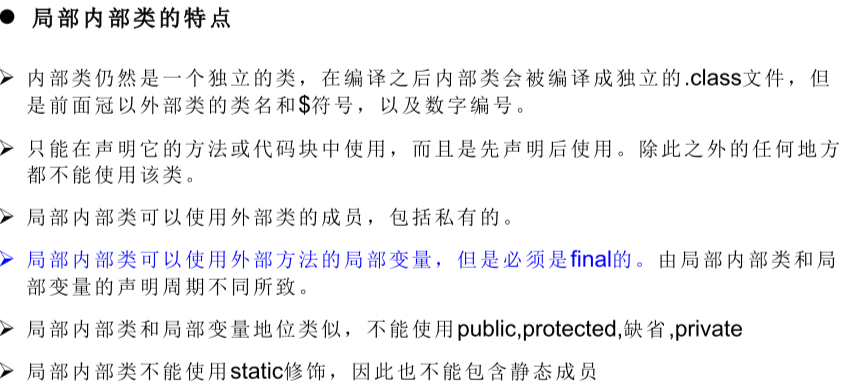 ● 局部内部类的特点
➢ 内部类仍然是一个独立的类，在编译之后内部类会被编译成独立的.class文件，但
是前面冠以外部类的类名和$符号，以及数字编号。
➢ 只能在声明它的方法或代码块中使用，而且是先声明后使用。除此之外的任何地方
都不能使用该类。
➢ 局部内部类可以使用外部类的成员，包括私有的。
➢ 局部内部类可以使用外部方法的局部变量，但是必须是final的。由局部内部类和局
部变量的声明周期不同所致。
➢ 局部内部类和局部变量地位类似，不能使用public,protected,缺省,private
➢ 局部内部类不能使用static修饰，因此也不能包含静态成员